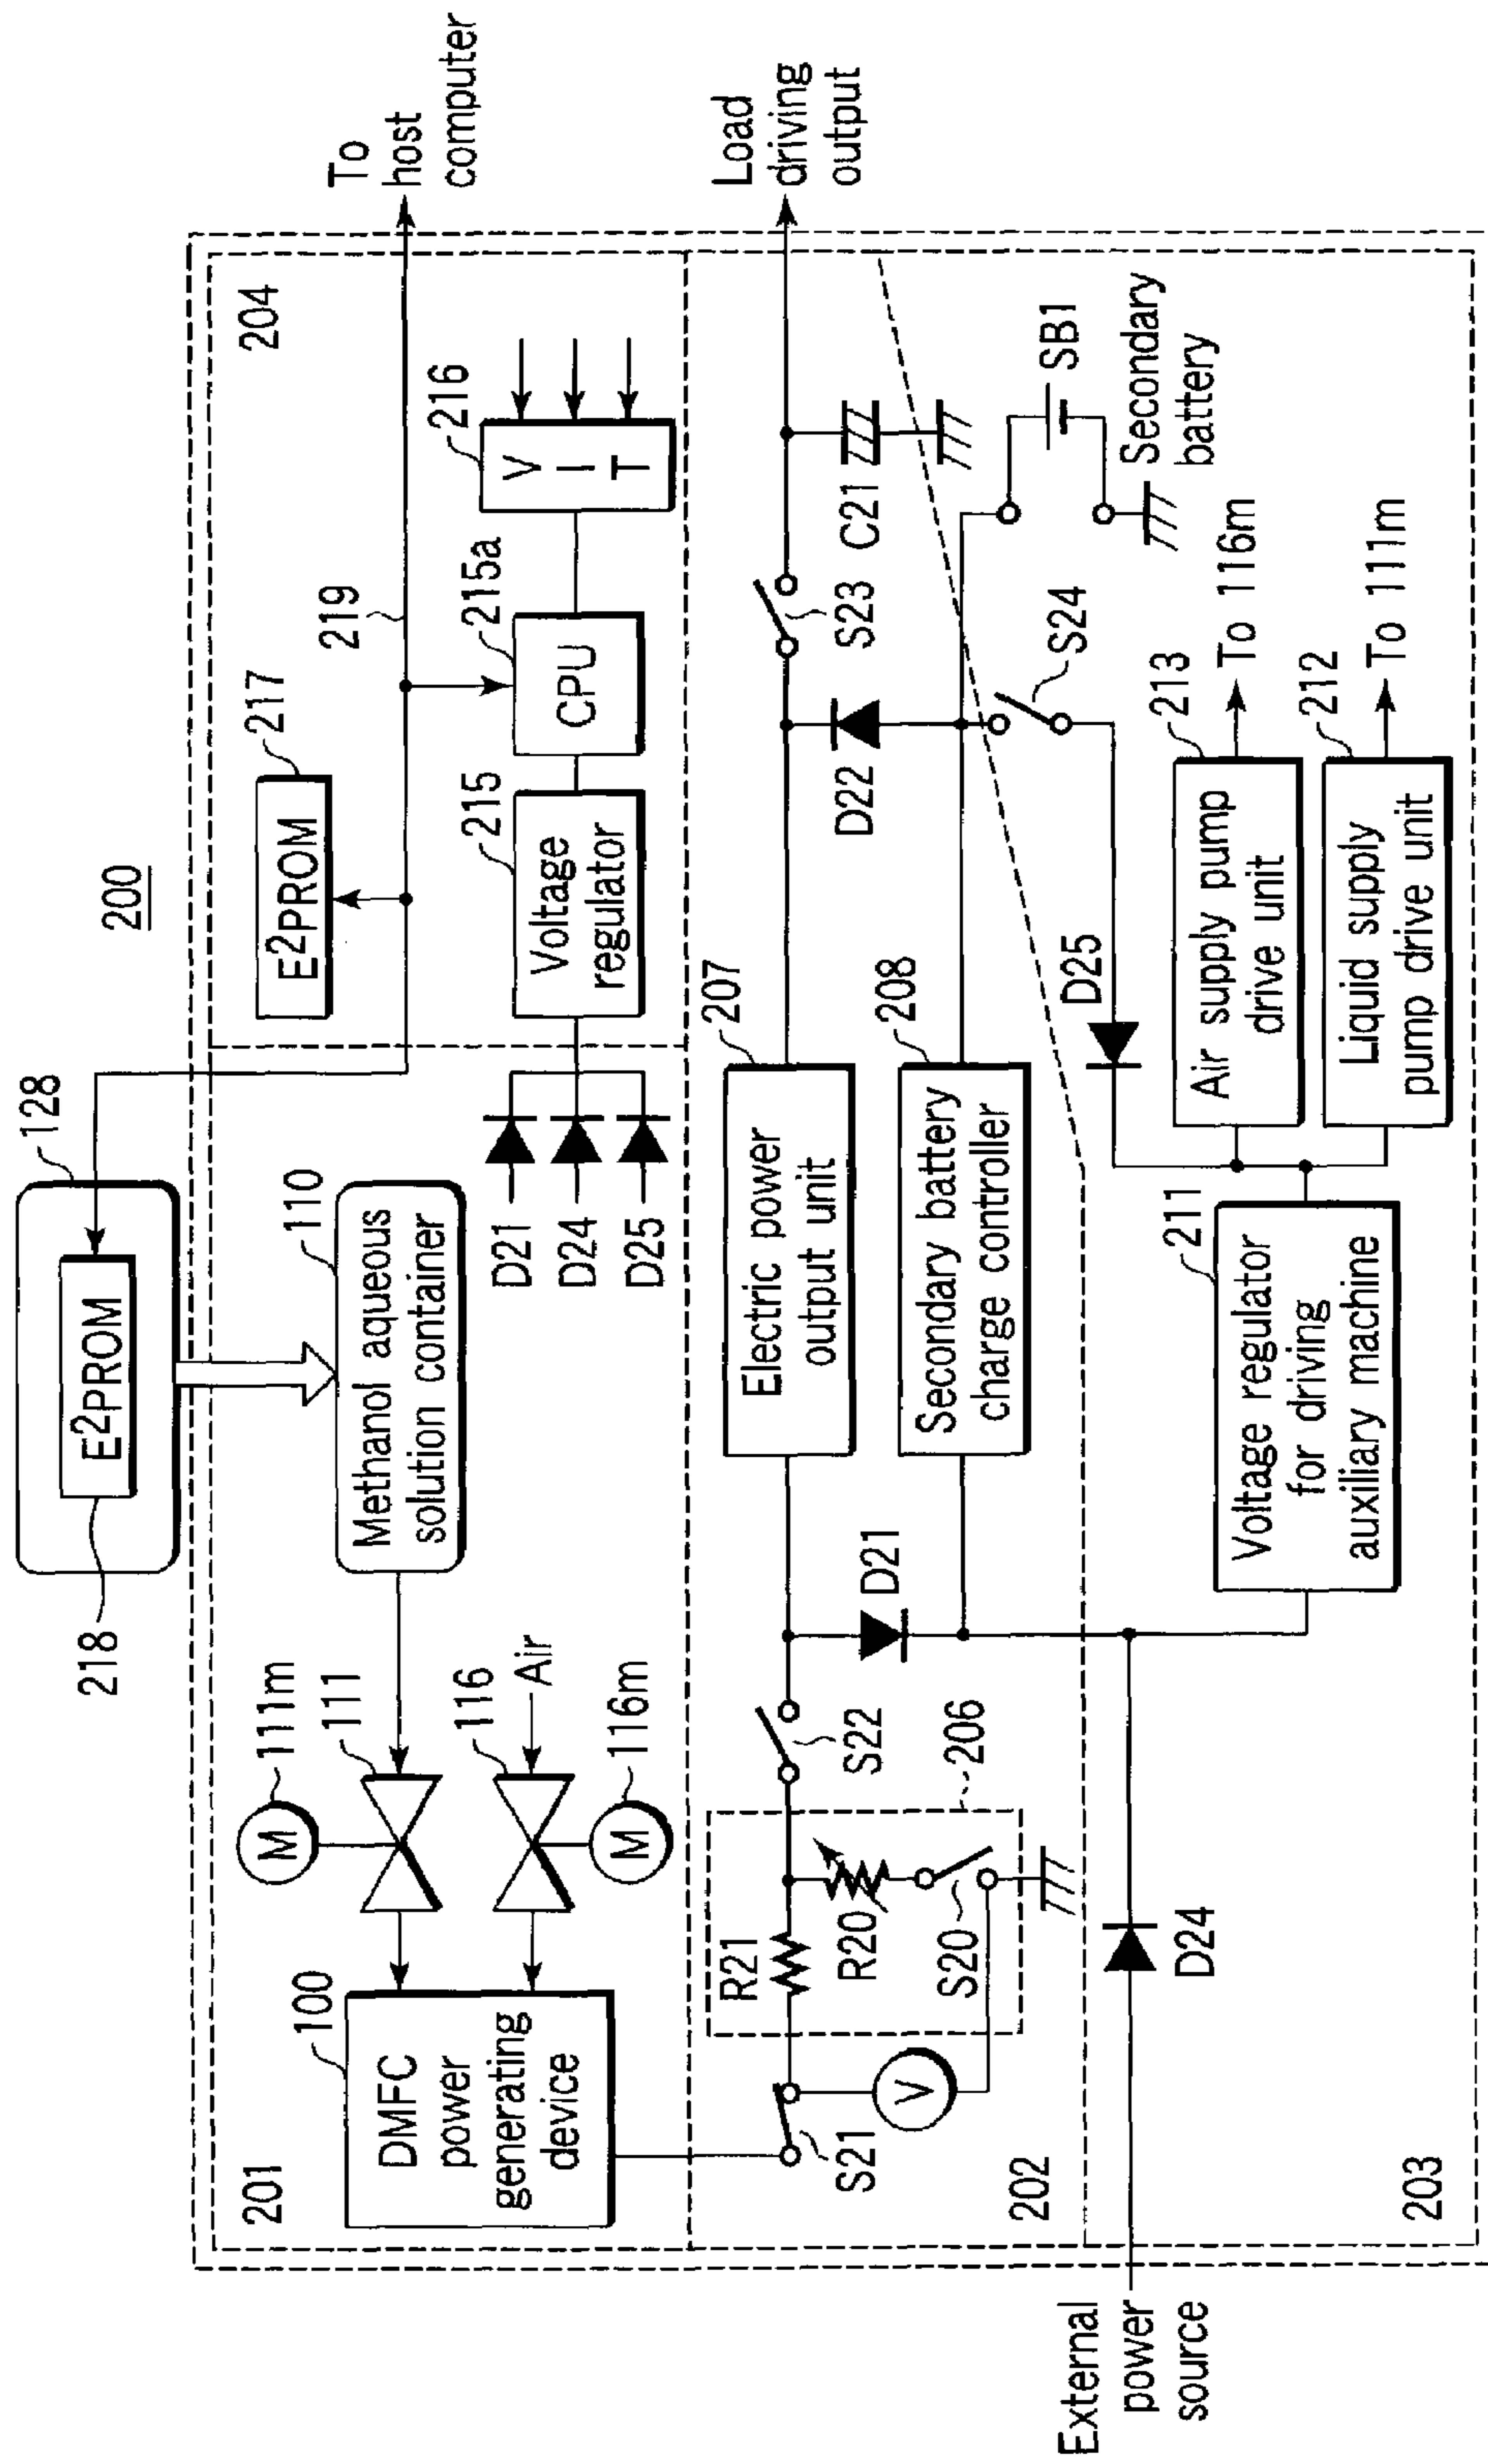 200
128
E²PROM
218
To
host
computer
204
201
111m
M
111
116
Air
M
116m
100
DMFC
power
generating
device
110
Methanol aqueous
solution container
D21
D24
D25
217
E²PROM
219
215
Voltage
regulator
215a
CPU
216
V
I
T
Load
driving
output
S21
V
R21
R20
S20
206
S22
D21
207
Electric power
output unit
208
Secondary battery
charge controller
D22
S23
C21
S24
SB1
Secondary
battery
202
203
External
power
source
D24
211
Voltage regulator
for driving
auxiliary machine
D25
213
Air supply pump
drive unit
To 116m
212
Liquid supply
pump drive unit
To 111m